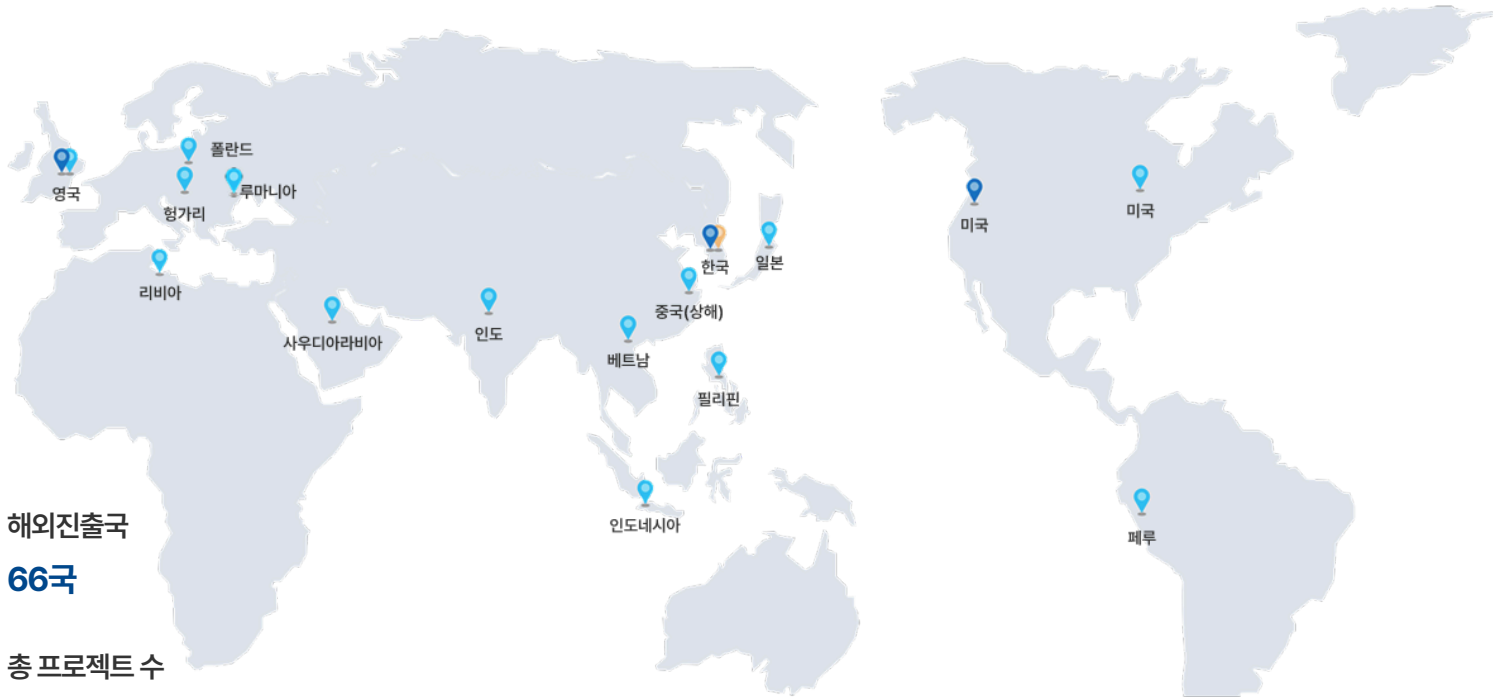 폴란드
영국
루마니아
헝가리
미국
미국
한국
일본
리비아
중국(상해)
인도
사우디아라비아
베트남
필리핀
인도네시아
해외진출국
페루
66국
총 프로젝트 수